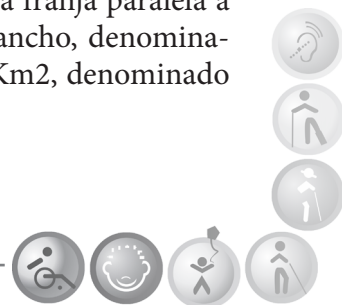 a franja paralela a
ancho, denomina-
Km2, denominado